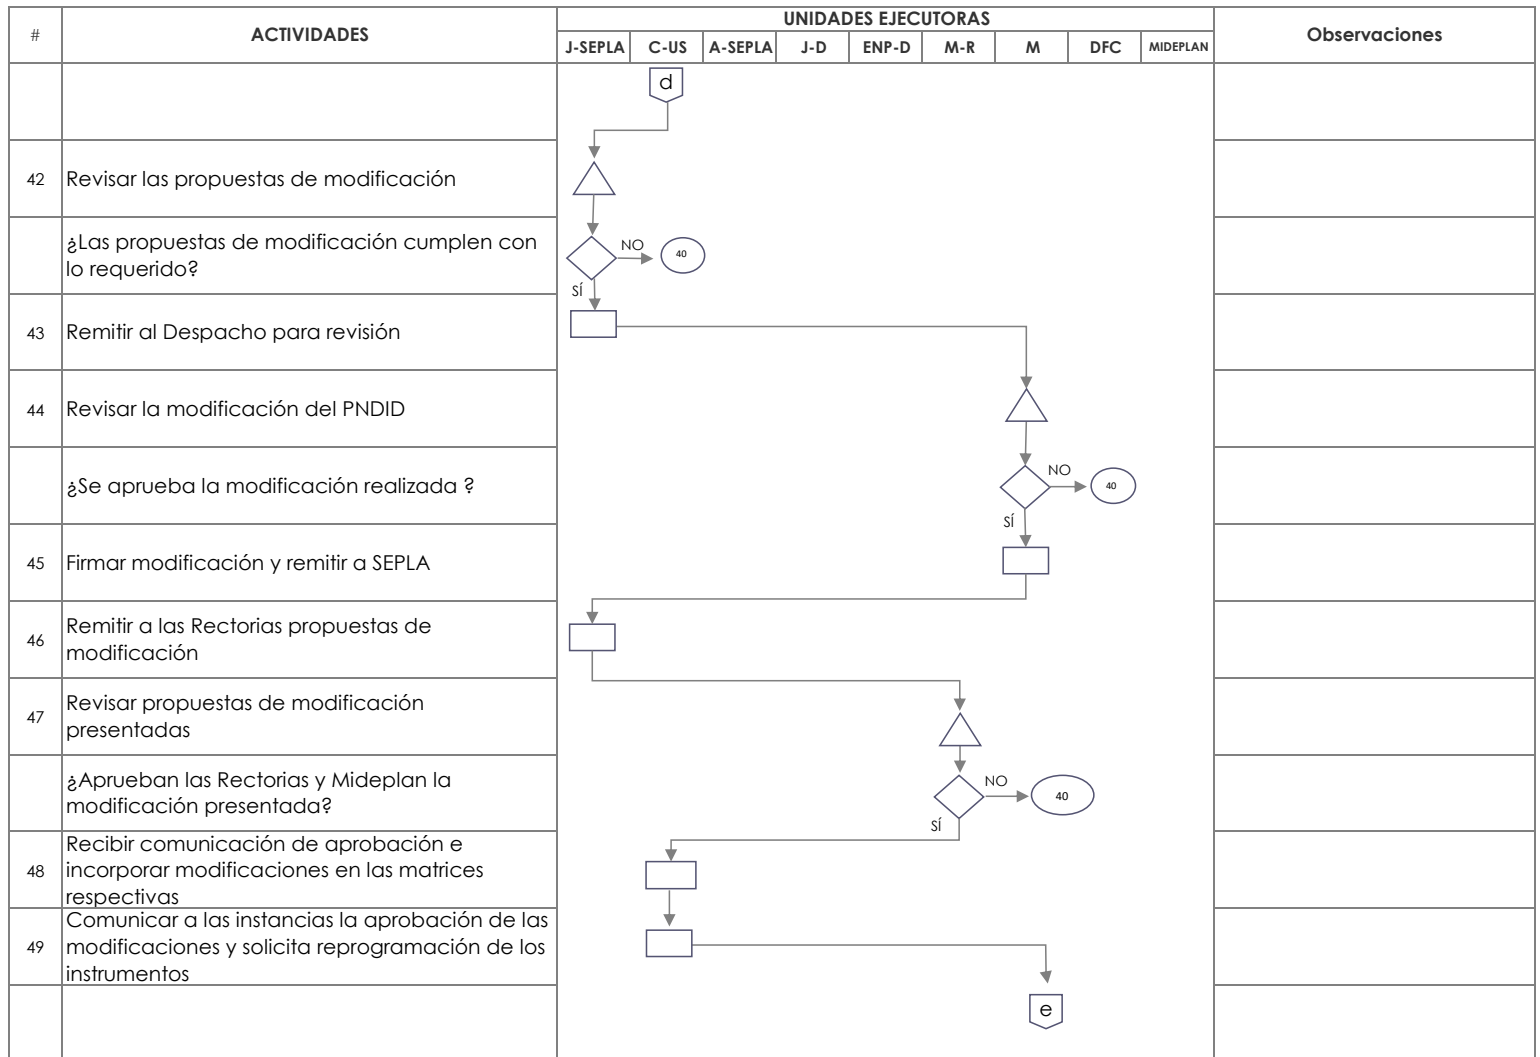 #
ACTIVIDADES
UNIDADES EJECUTORAS
Observaciones
J-SEPLA
C-US
A-SEPLA
J-D
ENP-D
M-R
M
DFC
MIDEPLAN
d
42
Revisar las propuestas de modificación
¿Las propuestas de modificación cumplen con
lo requerido?
NO
40
SÍ
43
Remitir al Despacho para revisión
44
Revisar la modificación del PNDID
¿Se aprueba la modificación realizada ?
NO
40
SÍ
45
Firmar modificación y remitir a SEPLA
46
Remitir a las Rectorias propuestas de
modificación
47
Revisar propuestas de modificación
presentadas
¿Aprueban las Rectorias y Mideplan la
modificación presentada?
NO
40
SÍ
48
Recibir comunicación de aprobación e
incorporar modificaciones en las matrices
respectivas
49
Comunicar a las instancias la aprobación de las
modificaciones y solicita reprogramación de los
instrumentos
e